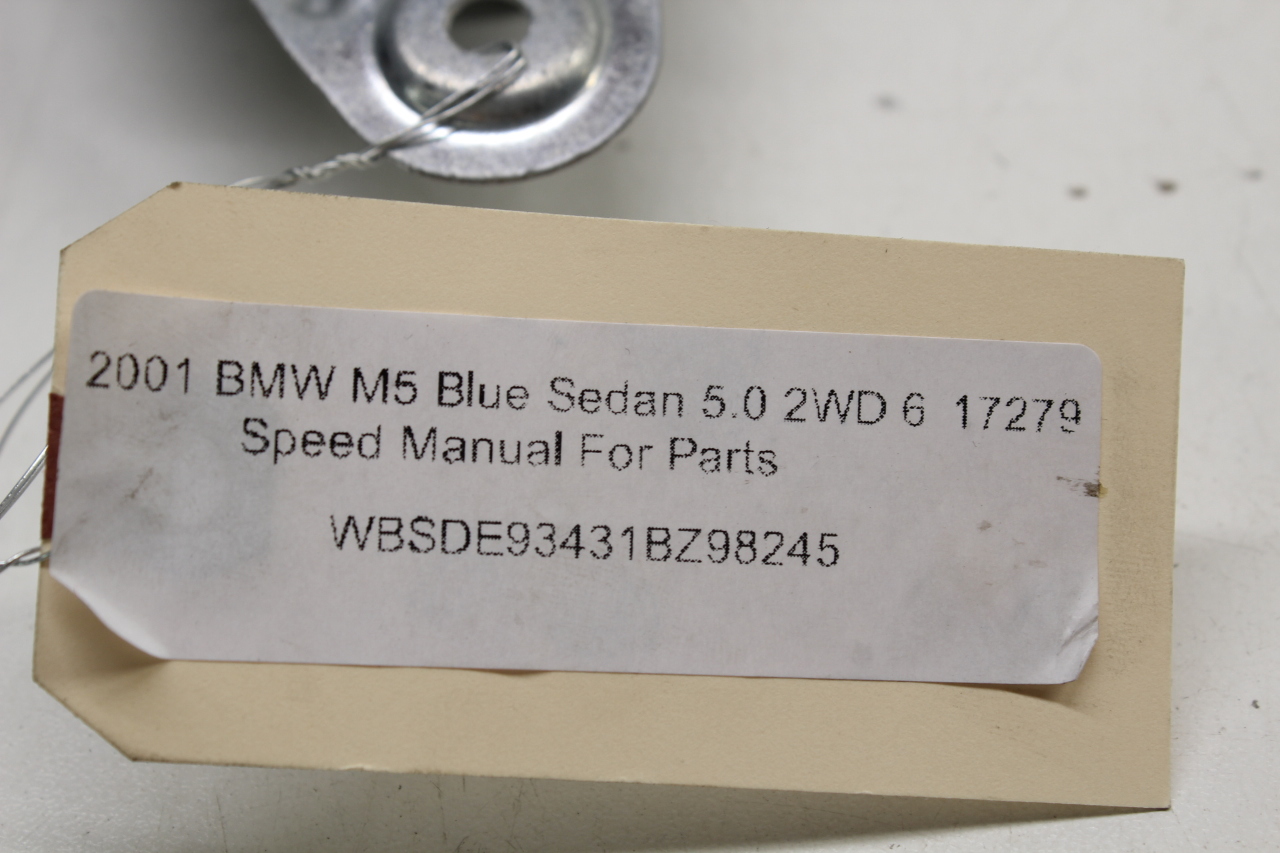 2001 BMW M5 Blue Sedan 5.0 2WD 6 17279
Speed Manual For Parts
WBSDE93431BZ98245